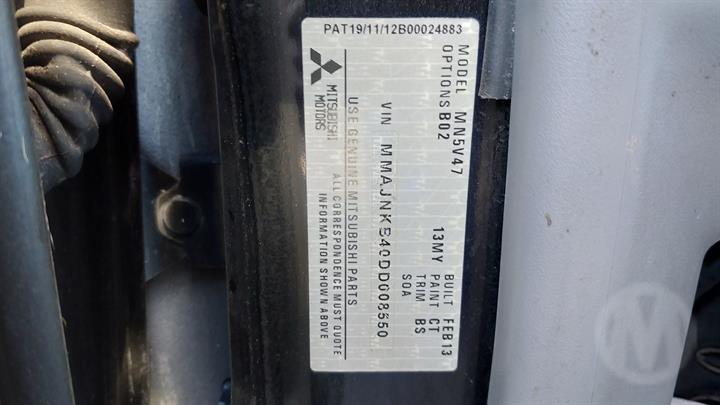 PAT19/11/12B00024883
MODEL MN5V47 BUILT FEB13
OPTIONS B02 13MY PAINT CT
TRIM BS
SOA
VIN MMAJNKB40DD008650
MITSUBISHI
MOTORS
USE GENUINE MITSUBISHI PARTS
ALL CORRESPONDENCE MUST QUOTE
INFORMATION SHOWN ABOVE
M